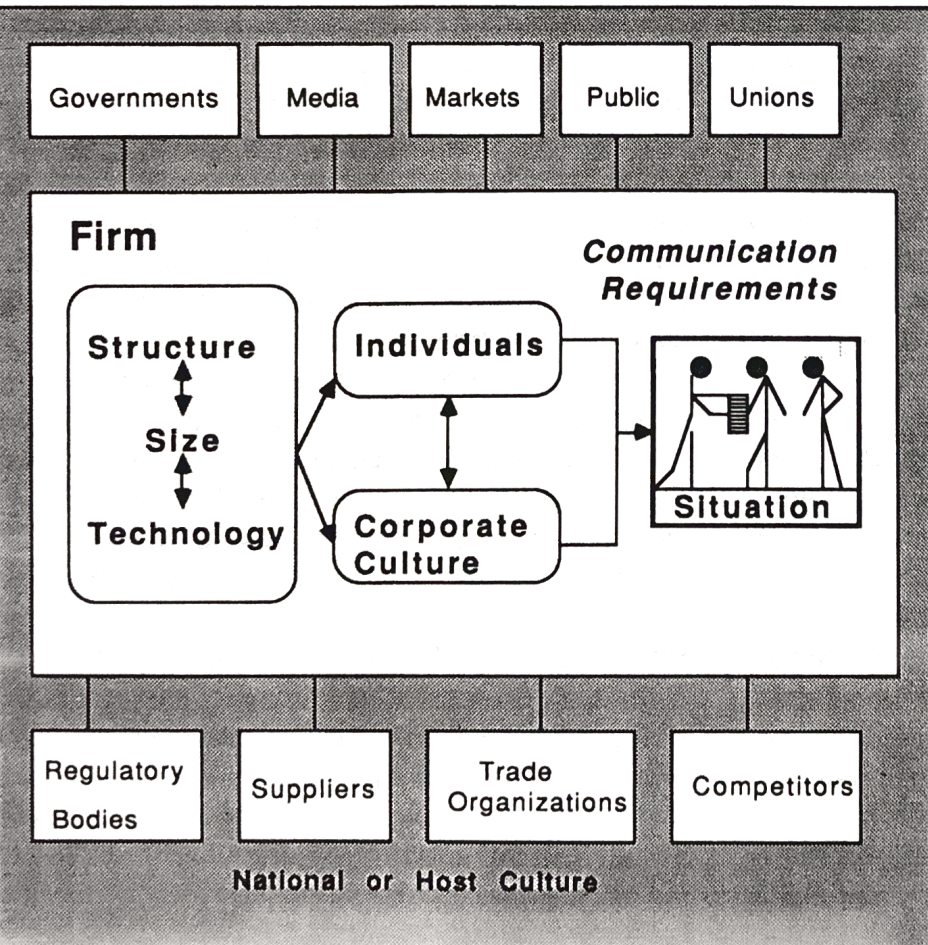 Governments
Media
Markets
Public
Unions
Firm
Communication
Requirements
Structure
Size
Technology
Individuals
Corporate
Culture
Situation
Regulatory
Bodies
Suppliers
Trade
Organizations
Competitors
National or Host Culture